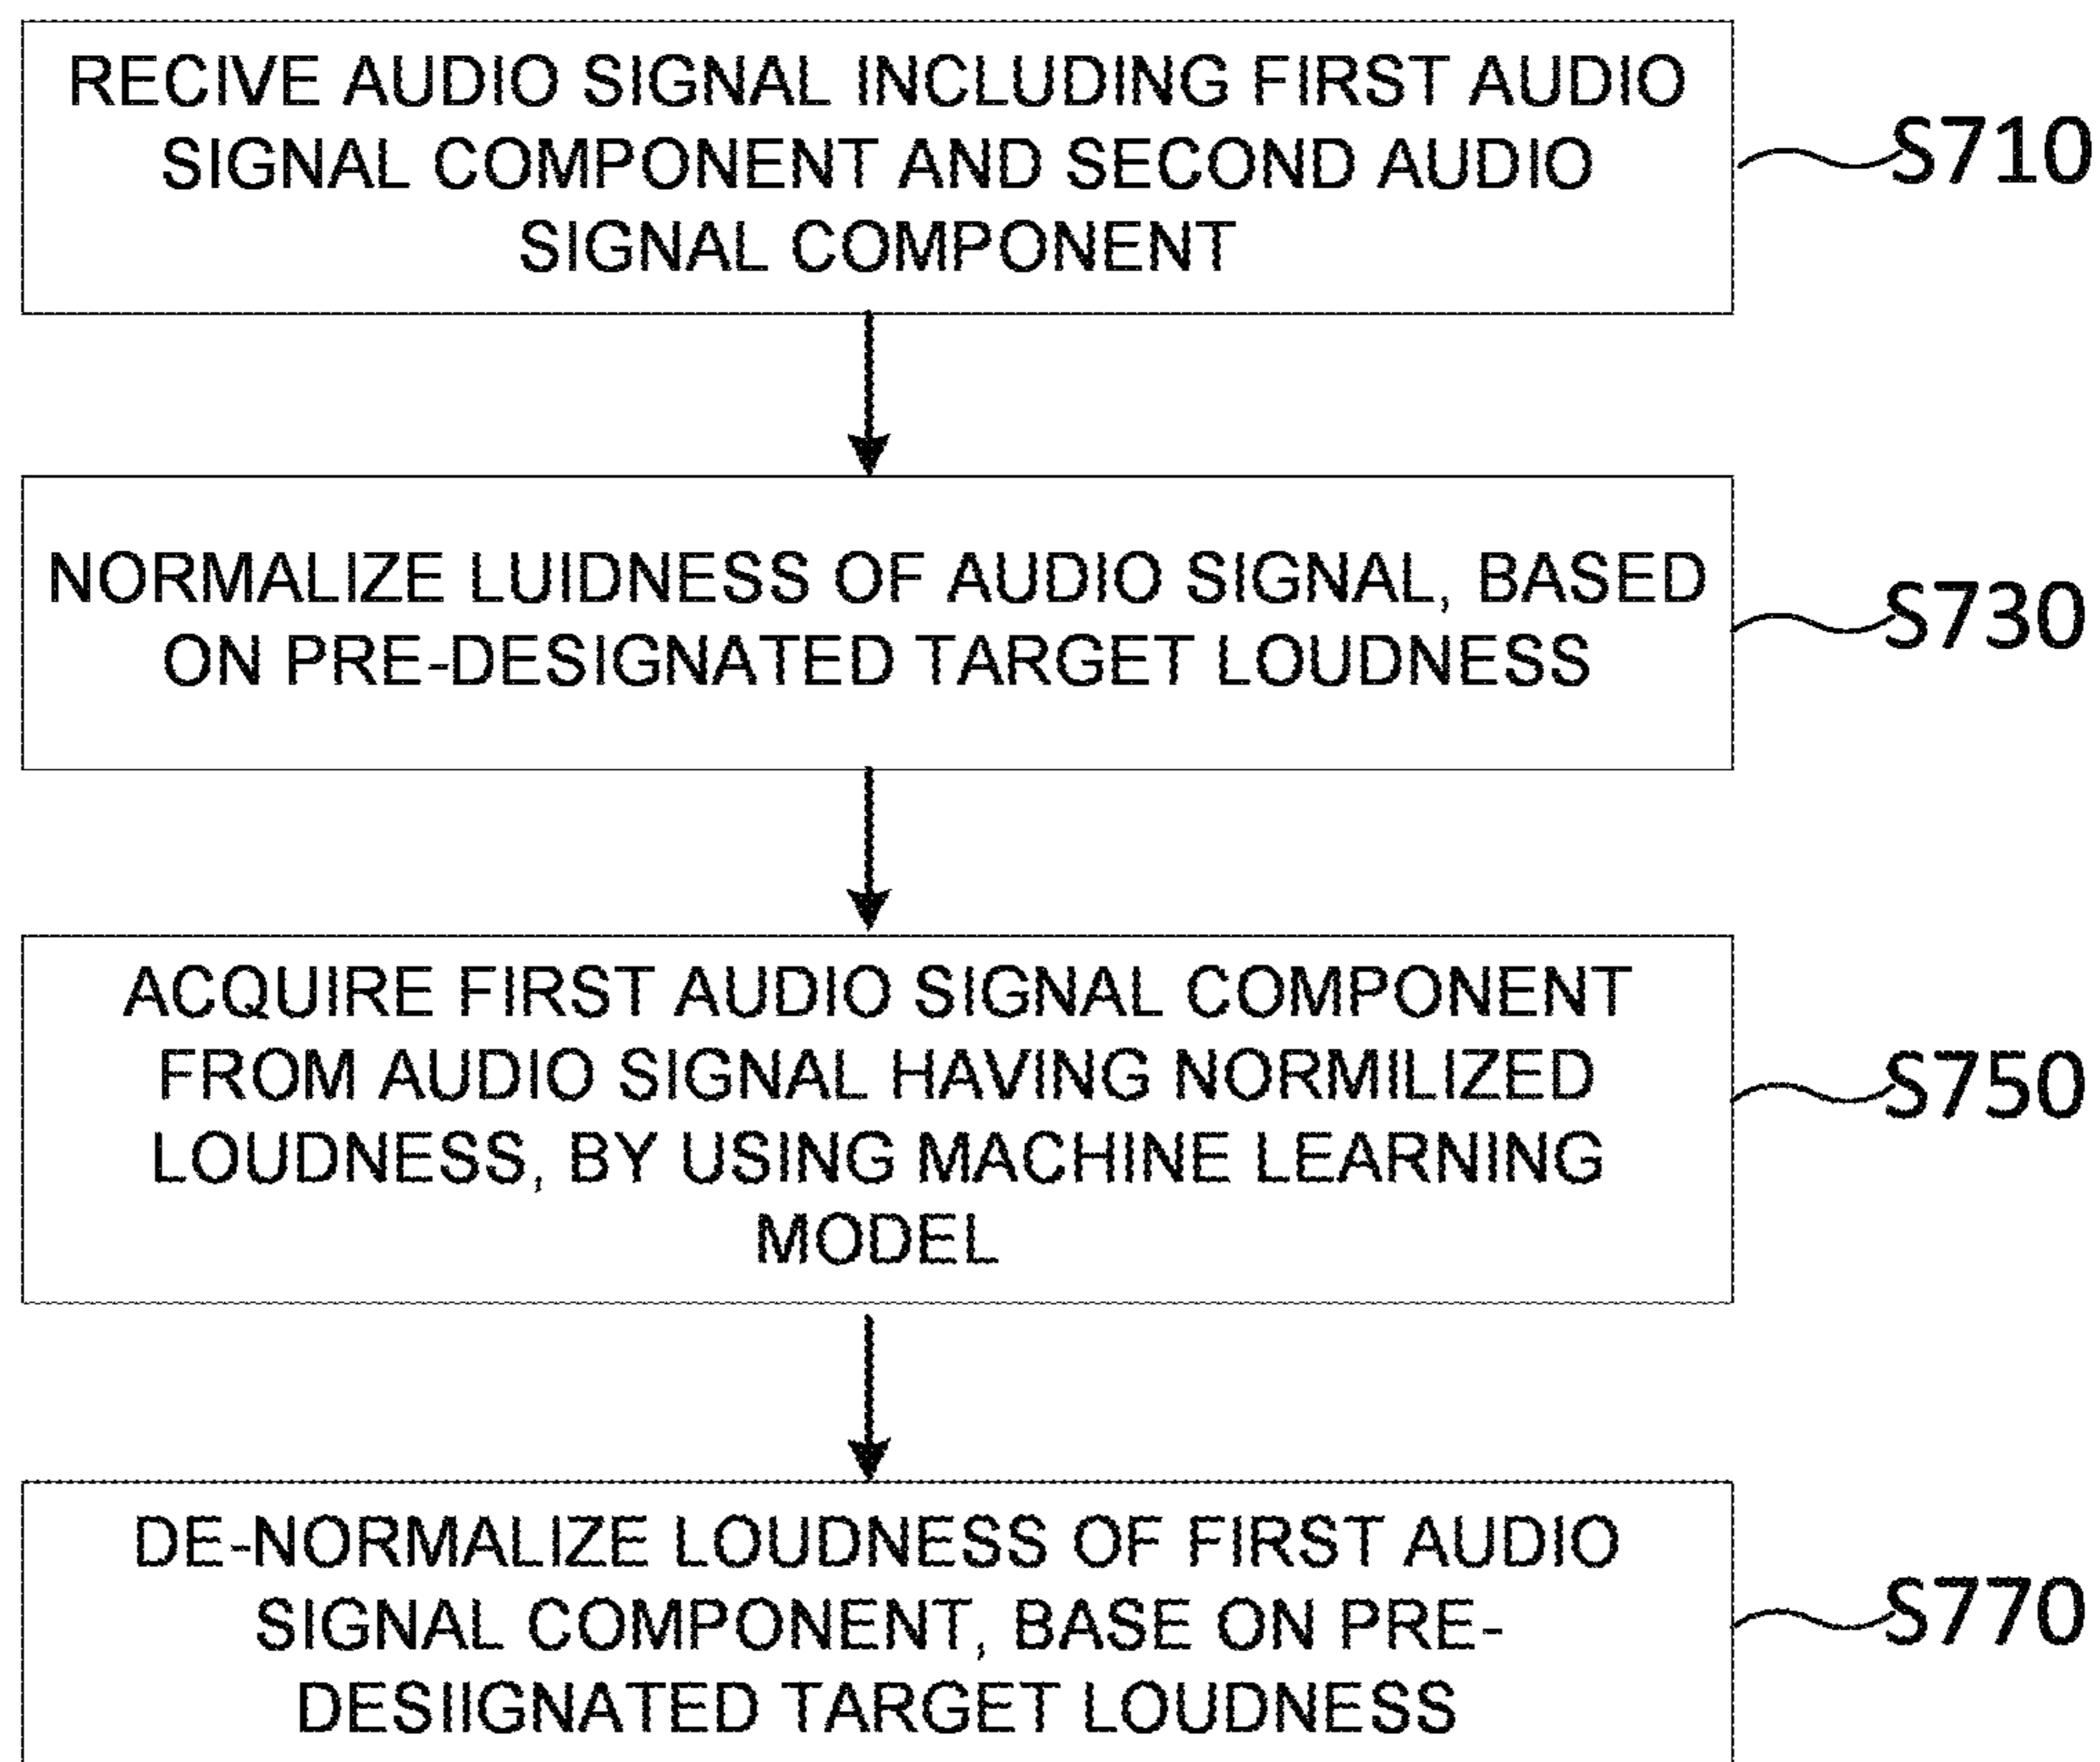 RECIVE AUDIO SIGNAL INCLUDING FIRST AUDIO
SIGNAL COMPONENT AND SECOND AUDIO
SIGNAL COMPONENT
S710
NORMALIZE LUIDNESS OF AUDIO SIGNAL, BASED
ON PRE-DESIGNATED TARGET LOUDNESS
S730
ACQUIRE FIRST AUDIO SIGNAL COMPONENT
FROM AUDIO SIGNAL HAVING NORMILIZED
LOUDNESS, BY USING MACHINE LEARNING
MODEL
S750
DE-NORMALIZE LOUDNESS OF FIRST AUDIO
SIGNAL COMPONENT, BASE ON PRE-
DESIIGNATED TARGET LOUDNESS
S770